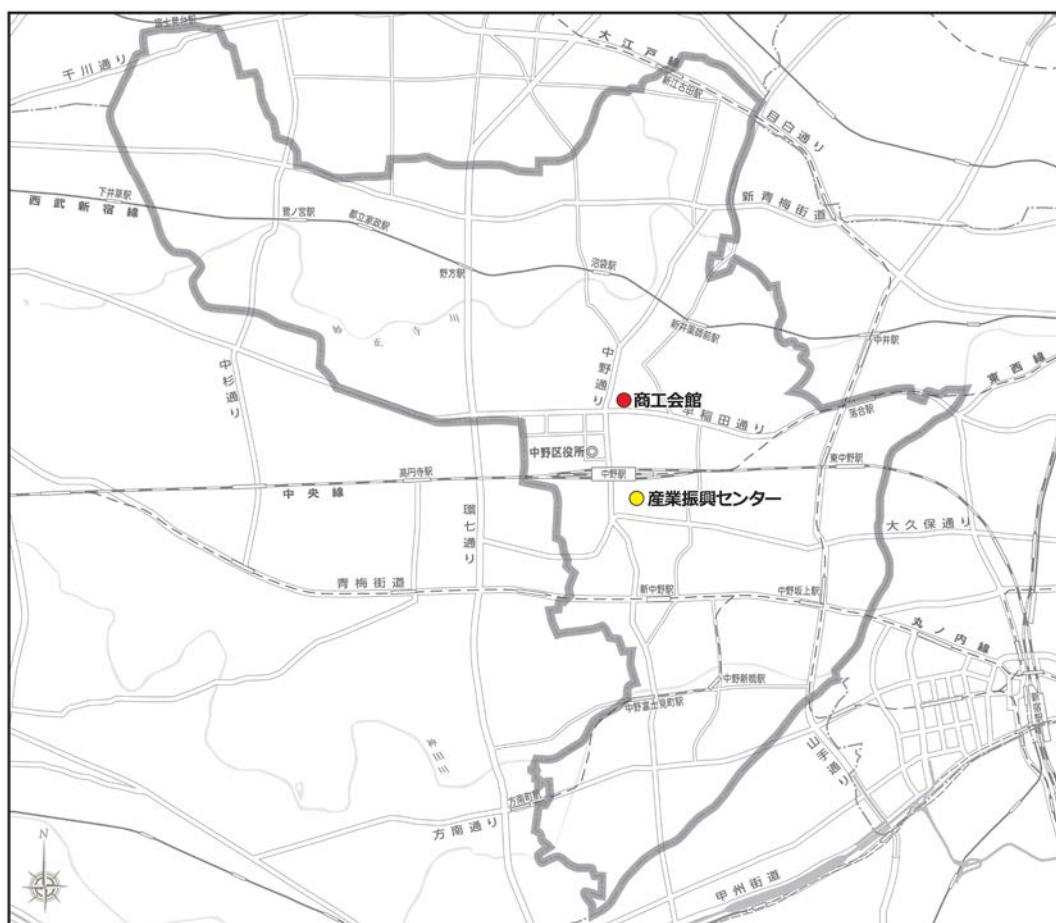 富士見台駅
千川通り
大江戸線
新江古田駅
目白通り
下井草駅
西武新宿線
鷺ノ宮駅
都立家政駅
新青梅街道
野方駅
沼袋駅
妙正寺川
新井薬師前駅
中井駅
中杉通り
中野通り
東西線
商工会館
早稲田通り
落合駅
中野区役所
高円寺駅
中野駅
東中野駅
中央線
産業振興センター
環七通り
大久保通り
青梅街道
新中野駅
中野坂上駅
丸ノ内線
中野新橋駅
中野富士見町駅
新宿駅
山手通り
方南町駅
方南通り
甲州街道
N